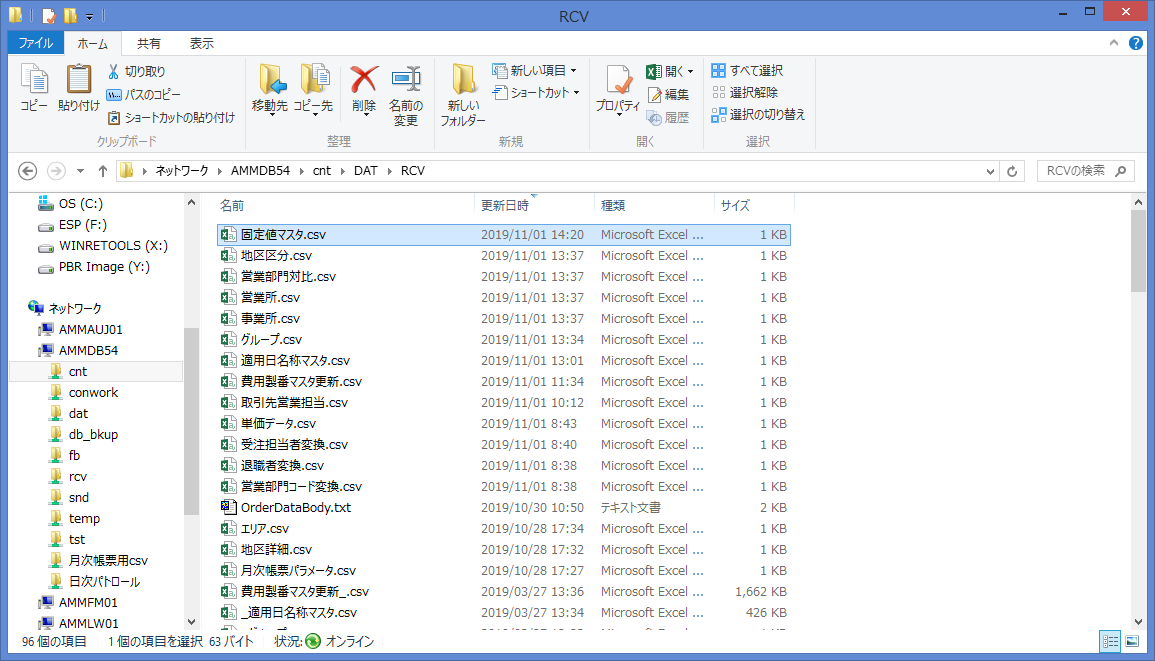 RCV
ファイル ホーム 共有 表示
コピー 貼り付け 切り取り パスのコピー ショートカットの貼り付け
クリップボード
移動先 コピー先 削除 名前の変更
整理
新しいフォルダー 新しい項目 ショートカット
新規
プロパティ 開く 編集 履歴
開く
すべて選択 選択解除 選択の切り替え
選択
ネットワーク AMMDB54 cnt DAT RCV
RCVの検索
OS (C:)
ESP (F:)
WINRETOOLS (X:)
PBR Image (Y:)
ネットワーク
AMMAUJ01
AMMDB54
cnt
conwork
dat
db_bkup
fb
rcv
snd
temp
tst
月次帳票用csv
日次パトロール
AMMFM01
AMMLW01
名前 更新日時 種類 サイズ
固定値マスタ.csv 2019/11/01 14:20 Microsoft Excel ... 1 KB
地区区分.csv 2019/11/01 13:37 Microsoft Excel ... 1 KB
営業部門対比.csv 2019/11/01 13:37 Microsoft Excel ... 1 KB
営業所.csv 2019/11/01 13:37 Microsoft Excel ... 1 KB
事業所.csv 2019/11/01 13:37 Microsoft Excel ... 1 KB
グループ.csv 2019/11/01 13:34 Microsoft Excel ... 1 KB
適用日名称マスタ.csv 2019/11/01 13:01 Microsoft Excel ... 1 KB
費用製番マスタ更新.csv 2019/11/01 11:34 Microsoft Excel ... 1 KB
取引先営業担当.csv 2019/11/01 10:12 Microsoft Excel ... 1 KB
単価データ.csv 2019/11/01 8:43 Microsoft Excel ... 1 KB
受注担当者変換.csv 2019/11/01 8:40 Microsoft Excel ... 1 KB
退職者変換.csv 2019/11/01 8:38 Microsoft Excel ... 1 KB
営業部門コード変換.csv 2019/11/01 8:38 Microsoft Excel ... 1 KB
OrderDataBody.txt 2019/10/30 10:50 テキスト文書 2 KB
エリア.csv 2019/10/28 17:34 Microsoft Excel ... 1 KB
地区詳細.csv 2019/10/28 17:32 Microsoft Excel ... 1 KB
月次帳票パラメータ.csv 2019/10/28 17:27 Microsoft Excel ... 1 KB
費用製番マスタ更新_.csv 2019/03/27 13:36 Microsoft Excel ... 1,662 KB
_適用日名称マスタ.csv 2019/03/27 13:34 Microsoft Excel ... 426 KB
96 個の項目 1 個の項目を選択 63 バイト 状況: オンライン